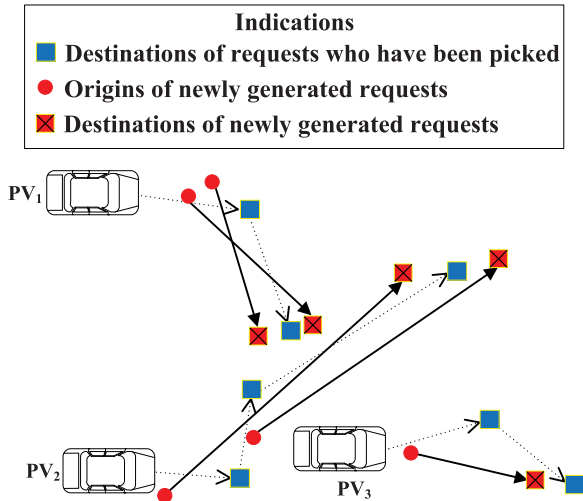 Indications
Destinations of requests who have been picked
Origins of newly generated requests
Destinations of newly generated requests
PV1
PV2
PV3